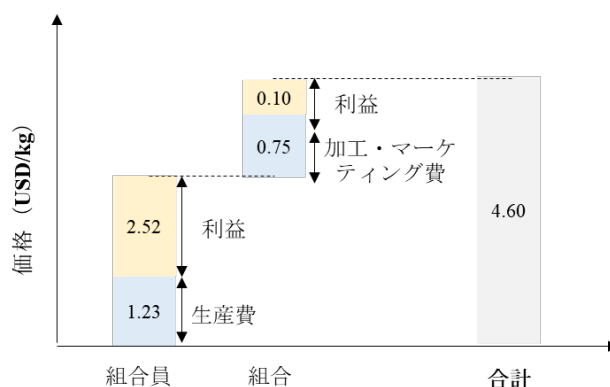 価格（USD/kg）
0.10
利益
0.75
加工・マーケ
ティング費
4.60
2.52
利益
1.23
生産費
組合員
組合
合計